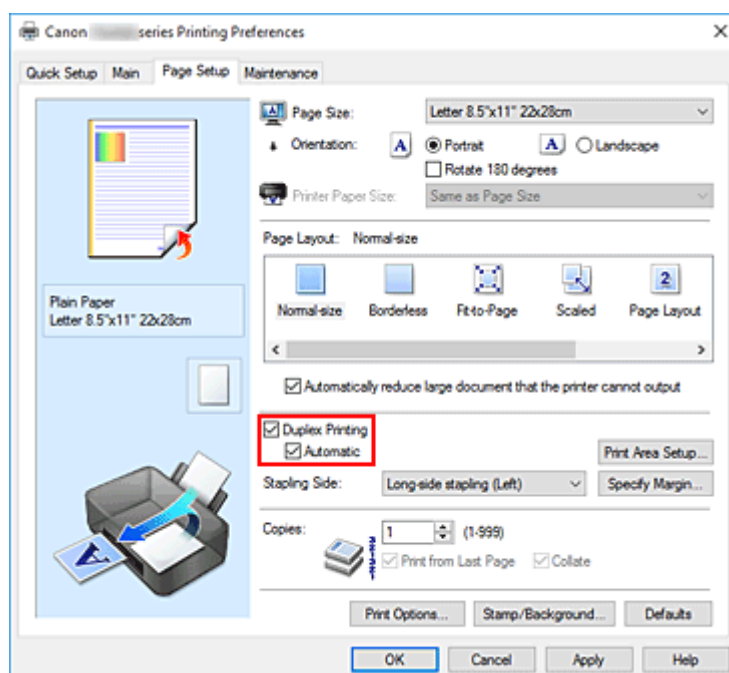 Canon series Printing Preferences
Quick Setup Main Page Setup Maintenance
Page Size: Letter 8.5"x11" 22x28cm
Orientation: A Portrait A Landscape
Rotate 180 degrees
Printer Paper Size: Same as Page Size
Page Layout: Normal-size
Normal-size Borderless Fit-to-Page Scaled 2 Page Layout
Automatically reduce large document that the printer cannot output
Plain Paper
Letter 8.5"x11" 22x28cm
Duplex Printing
Automatic
Print Area Setup...
Stapling Side: Long-side stapling (Left) Specify Margin...
Copies: 1 (1-999)
Print from Last Page Collate
A
Print Options... Stamp/Background... Defaults
OK Cancel Apply Help